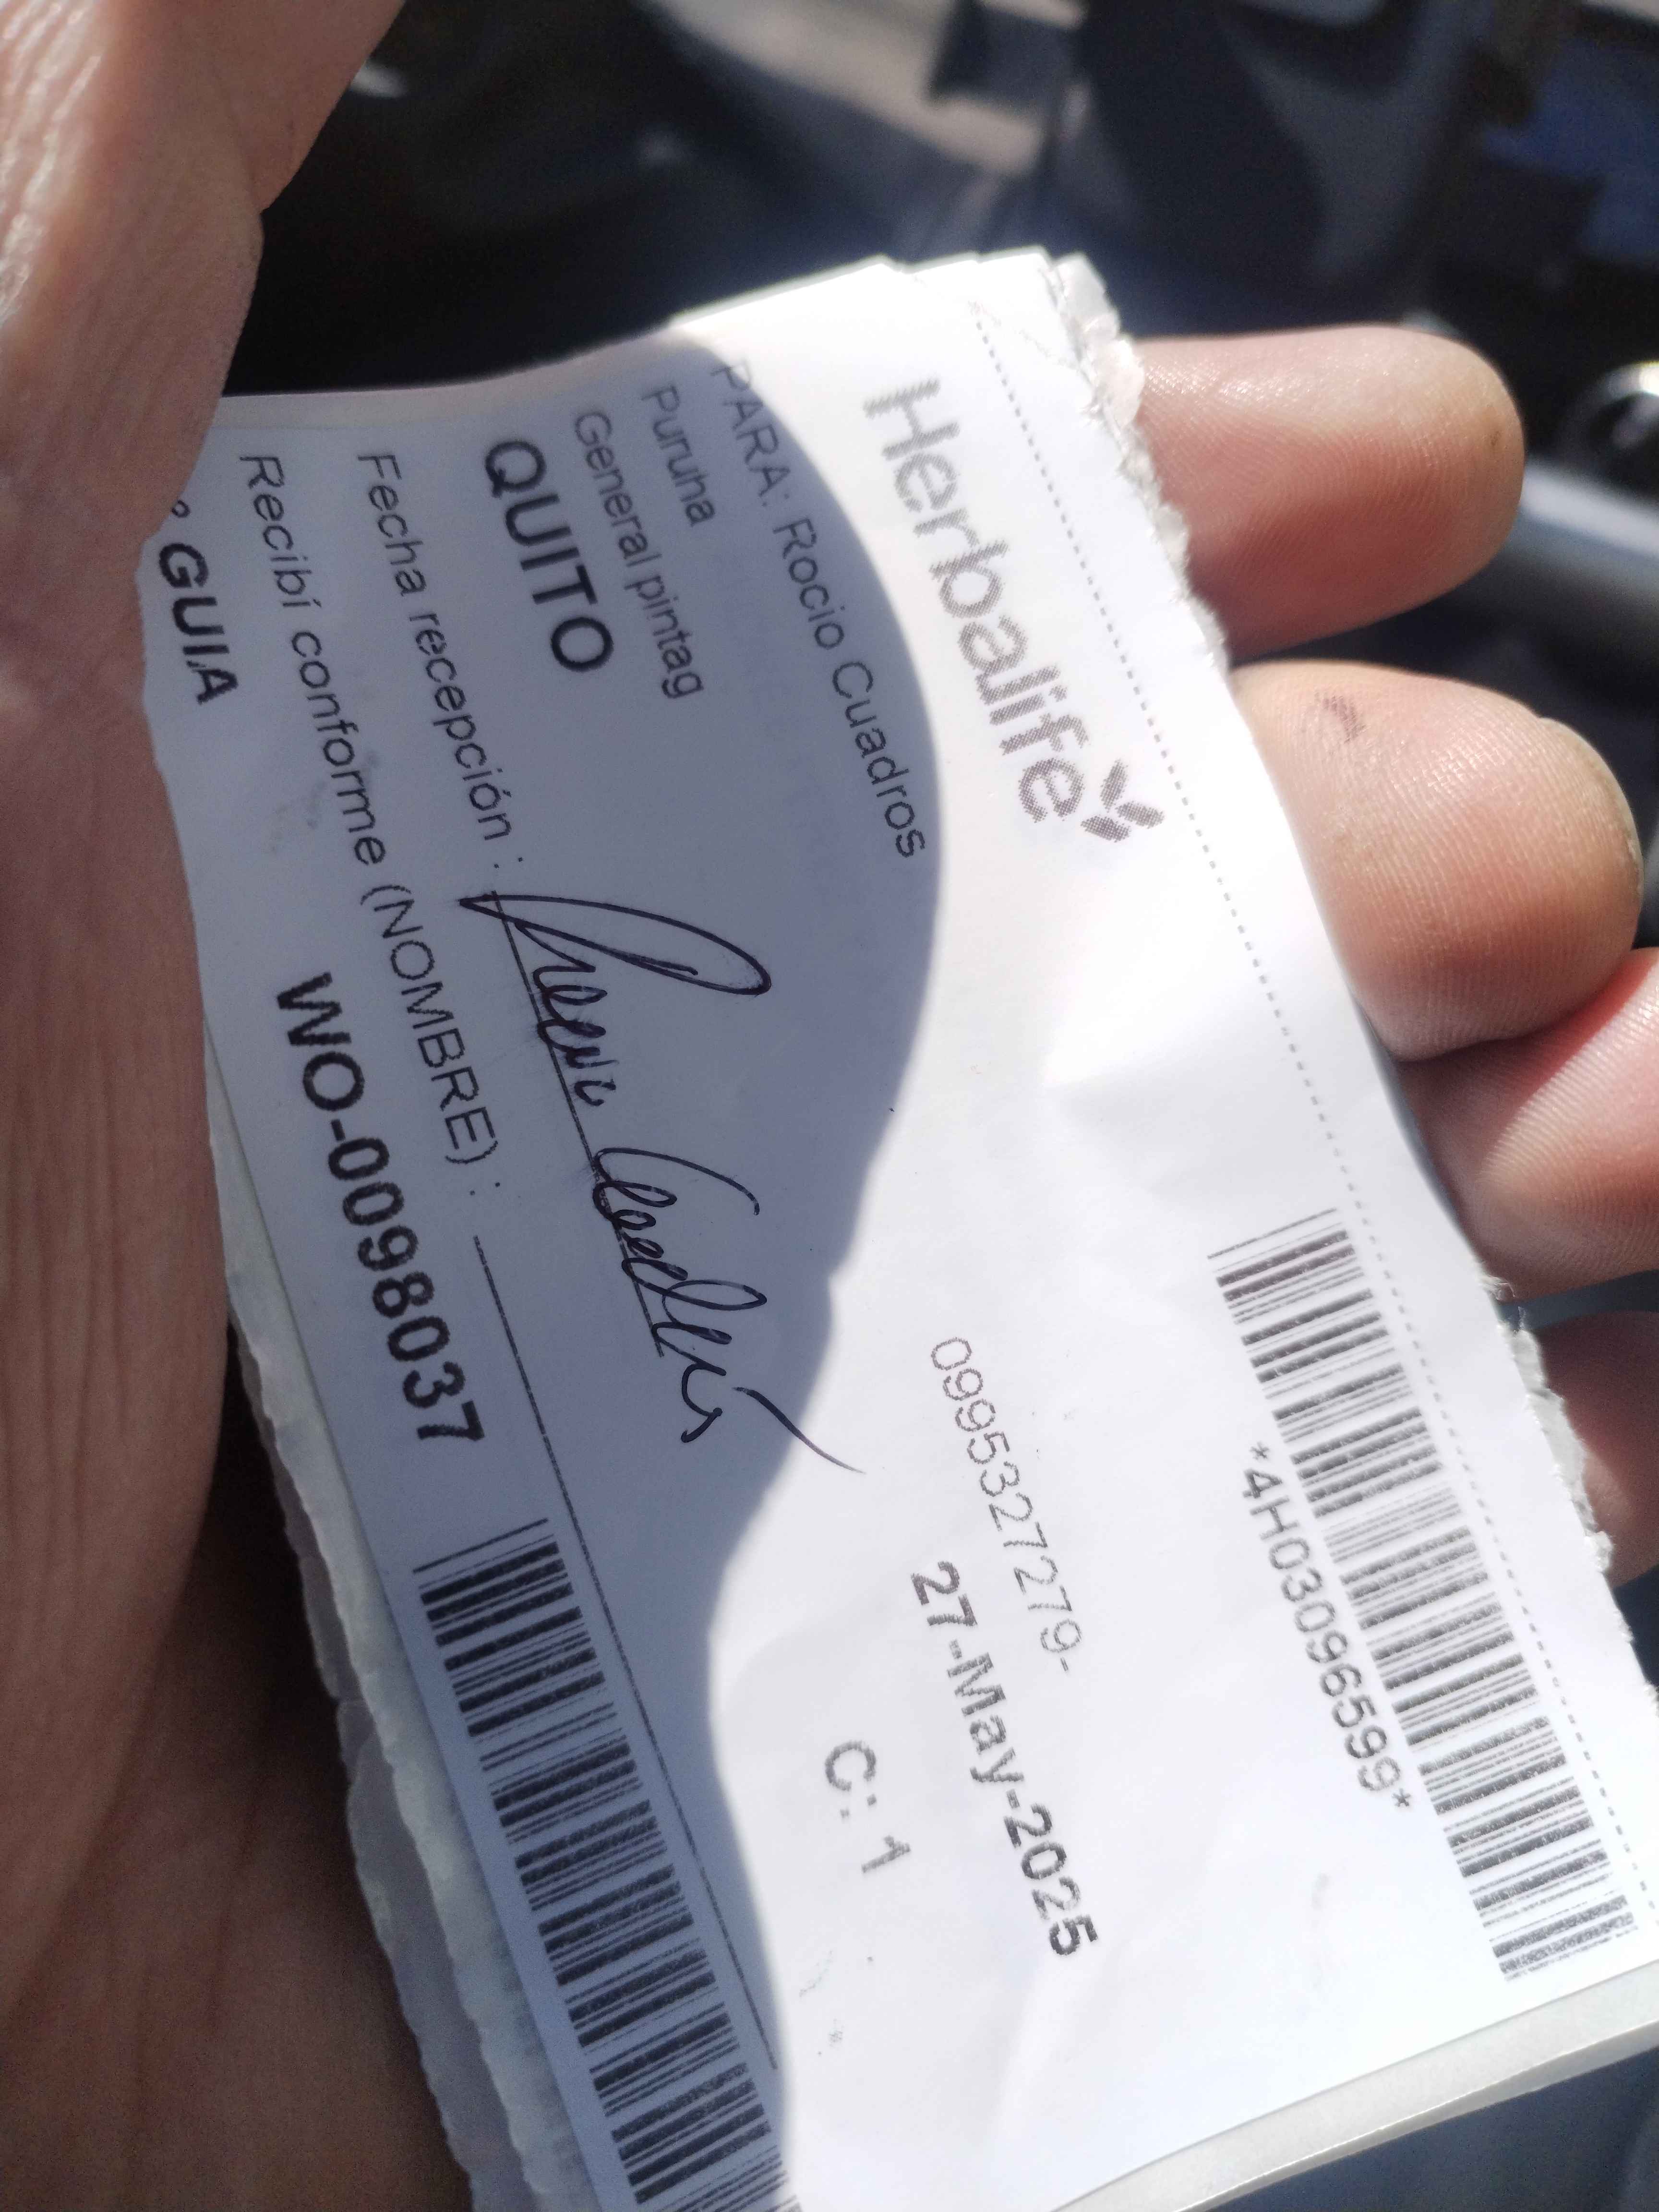 Herbalife
*4H03096599*
PARA: Rocio Cuadros
0995327279-
Puruha
General pintag
27-May-2025
QUITO
C: 1
Fecha recepción :
Recibí conforme (NOMBRE) :
GUIA
WO-0098037